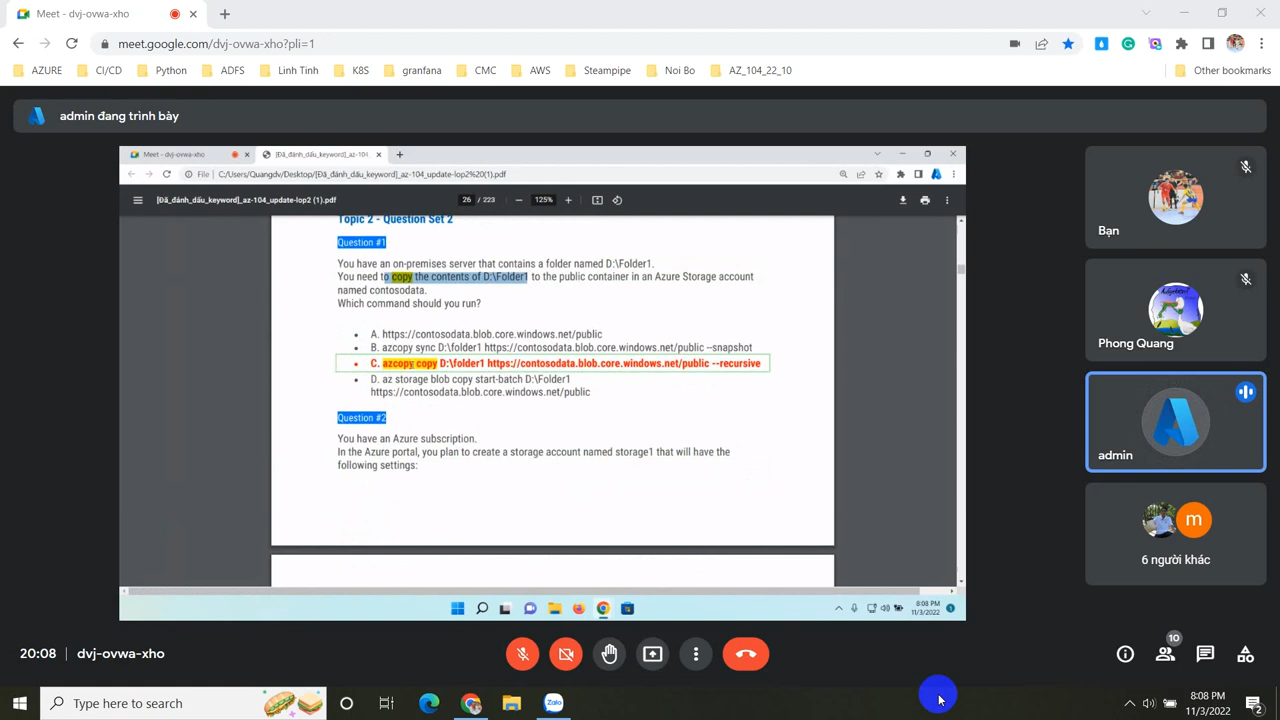 Meet - dvj-ovwa-xho
meet.google.com/dvj-ovwa-xho?pli=1
AZURE CI/CD Python ADFS Linh Tinh K8S granfana CMC AWS Steampipe Noi Bo AZ_104_22_10 Other bookmarks
admin đang trình bày
Meet - dvj-ovwa-xho [Đã_đánh_dấu_keyword]_az-104
File C:/Users/Quangdv/Desktop/[Đã_đánh_dấu_keyword]_az-104_update-lop2%20(1).pdf
[Đã_đánh_dấu_keyword]_az-104_update-lop2 (1).pdf 26 / 223 125%
Topic 2 - Question Set 2
Question #1
You have an on-premises server that contains a folder named D:\Folder1.
You need to copy the contents of D:\Folder1 to the public container in an Azure Storage account
named contosodata.
Which command should you run?
• A. https://contosodata.blob.core.windows.net/public
• B. azcopy sync D:\folder1 https://contosodata.blob.core.windows.net/public --snapshot
• C. azcopy copy D:\folder1 https://contosodata.blob.core.windows.net/public --recursive
• D. az storage blob copy start-batch D:\Folder1
https://contosodata.blob.core.windows.net/public
Question #2
You have an Azure subscription.
In the Azure portal, you plan to create a storage account named storage1 that will have the
following settings:
8:08 PM
11/3/2022
1
Bạn
Phong Quang
admin
m
6 người khác
20:08 | dvj-ovwa-xho
10
Type here to search
Zalo
8:08 PM
11/3/2022
2